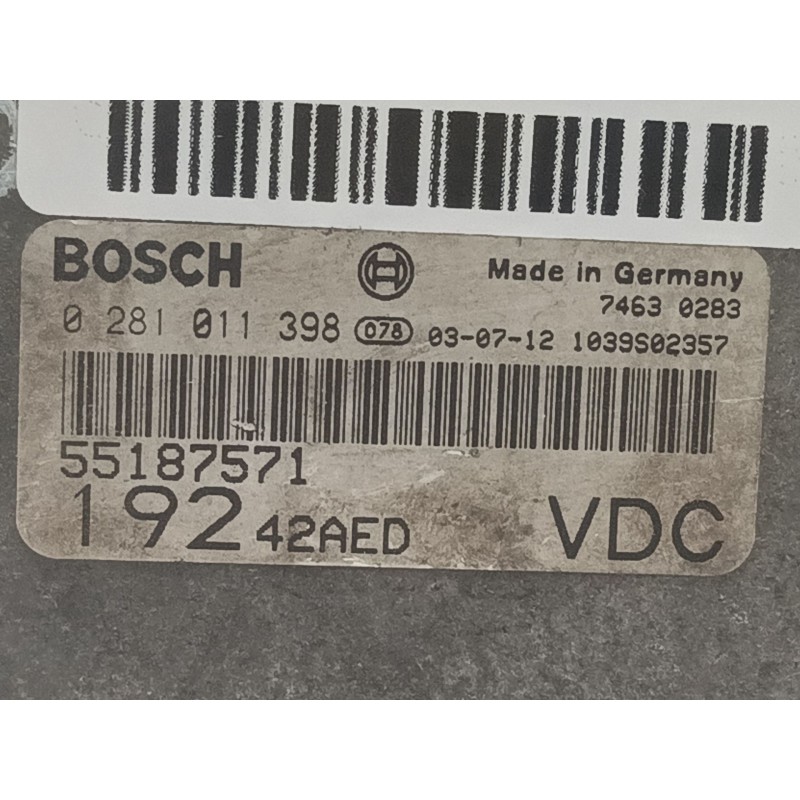 BOSCH Made in Germany
7463 0283
0 281 011 398 078 03-07-12 1039S02357
55187571
192 42AED VDC